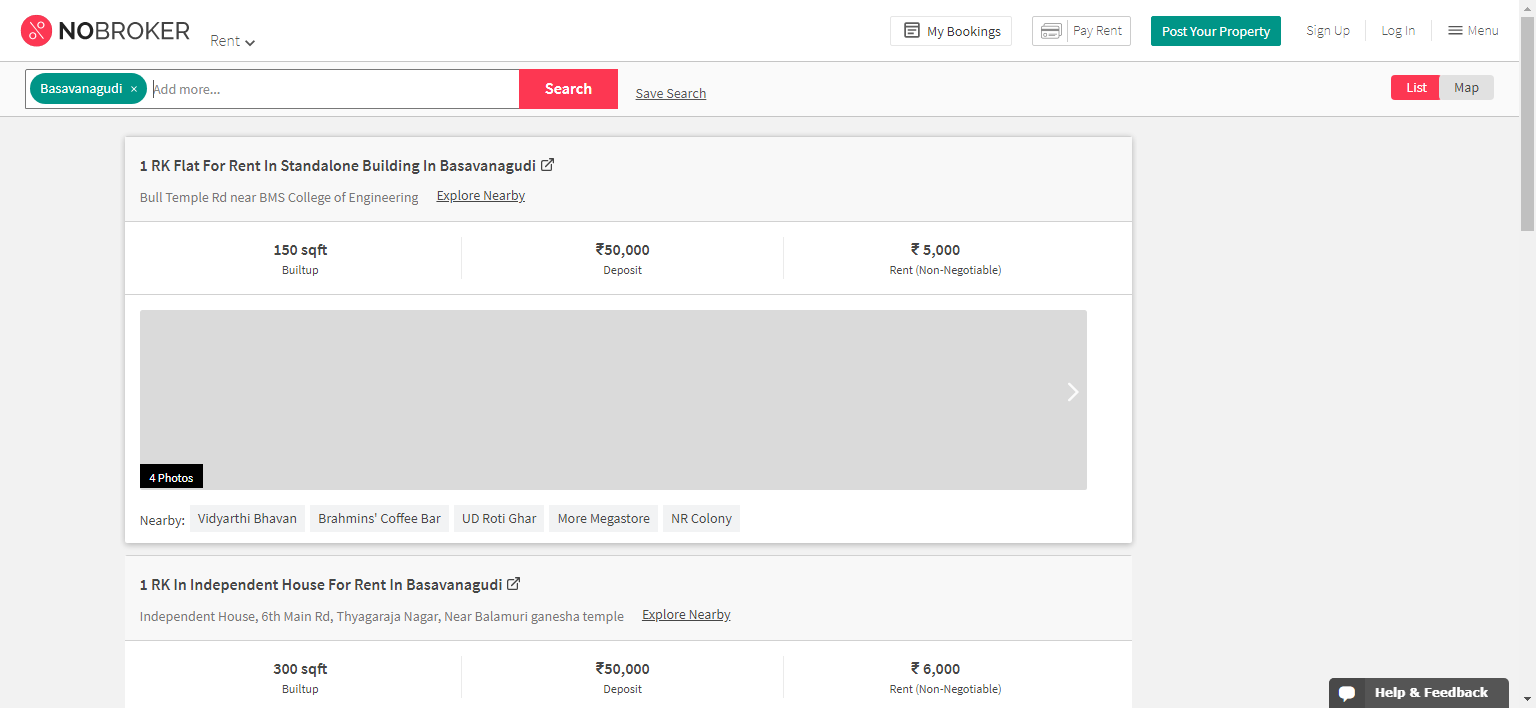 NOBROKER Rent My Bookings Pay Rent Post Your Property Sign Up Log In Menu
Basavanagudi × Add more... Search Save Search List Map
1 RK Flat For Rent In Standalone Building In Basavanagudi
Bull Temple Rd near BMS College of Engineering Explore Nearby
150 sqft ₹50,000 ₹ 5,000
Builtup Deposit Rent (Non-Negotiable)
4 Photos
Nearby: Vidyarthi Bhavan Brahmins' Coffee Bar UD Roti Ghar More Megastore NR Colony
1 RK In Independent House For Rent In Basavanagudi
Independent House, 6th Main Rd, Thyagaraja Nagar, Near Balamuri ganesha temple Explore Nearby
300 sqft ₹50,000 ₹ 6,000
Builtup Deposit Rent (Non-Negotiable)
Help & Feedback